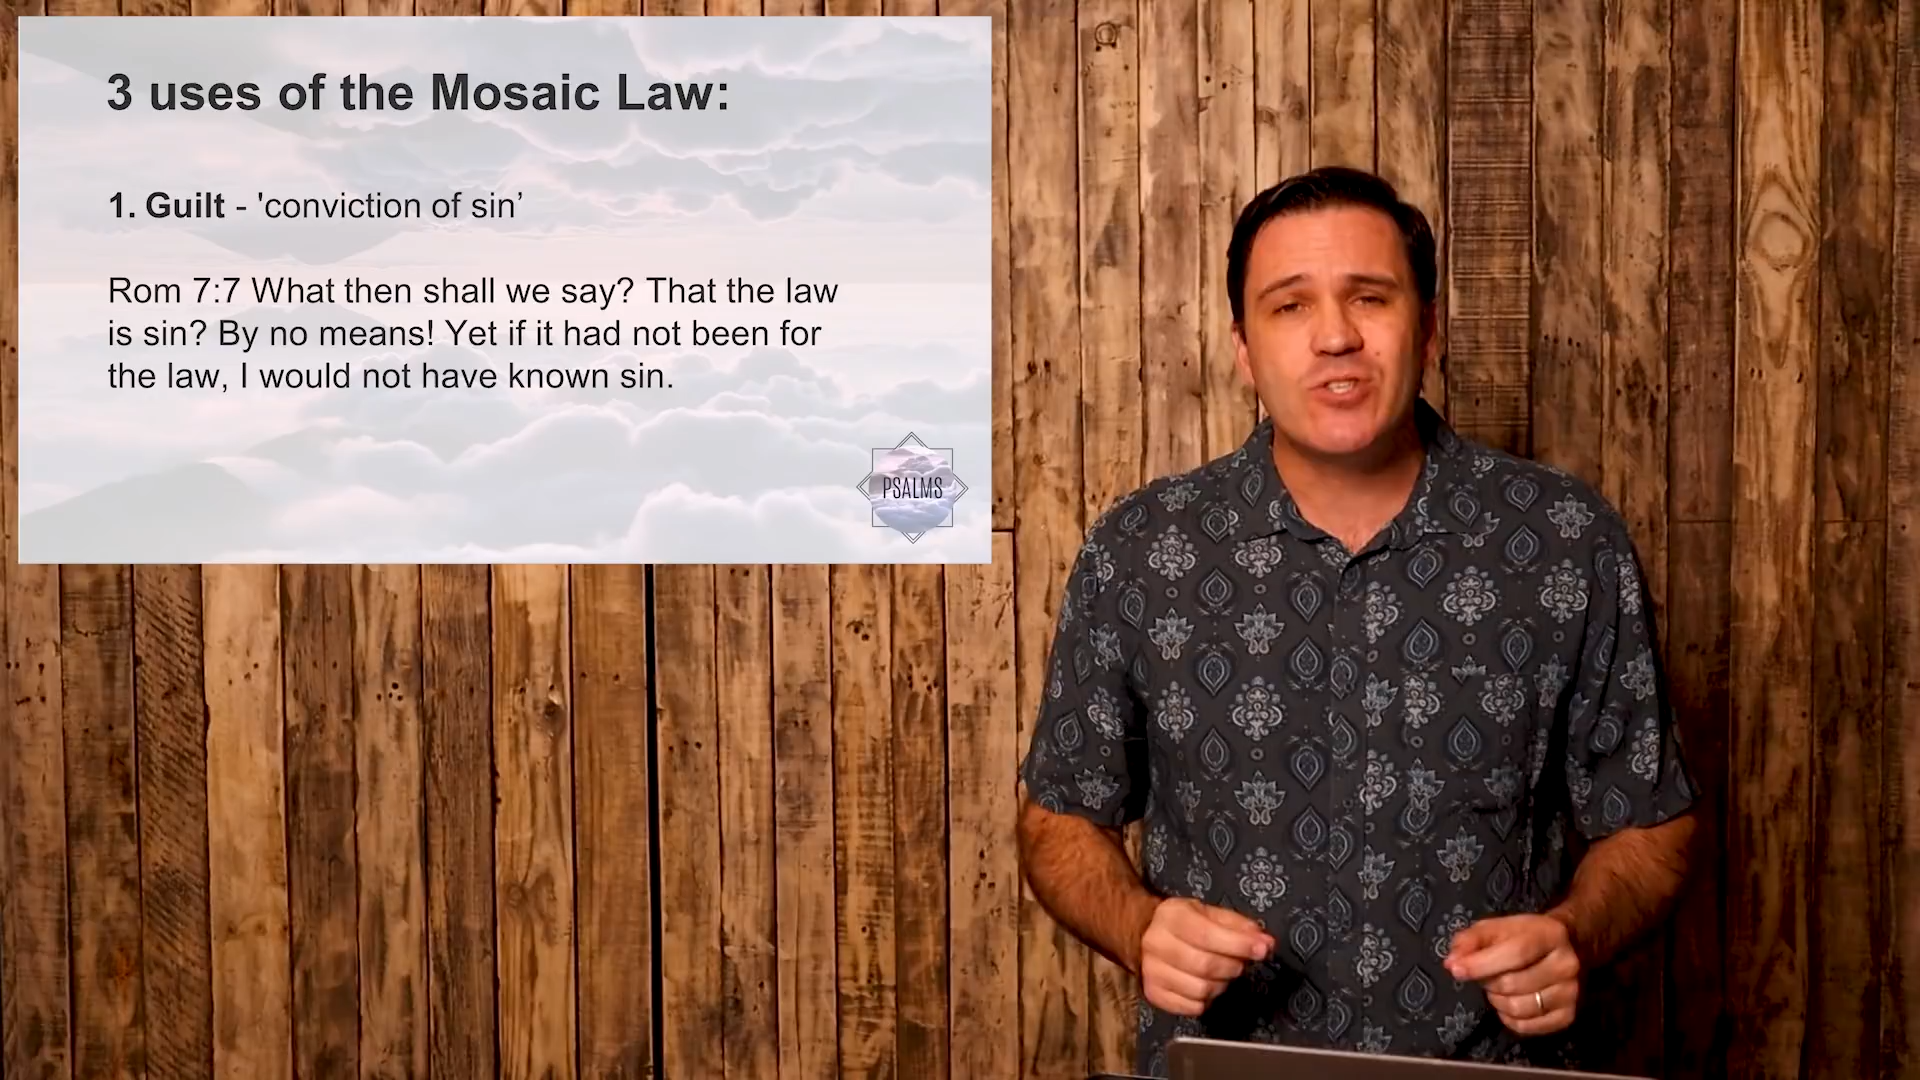 3 uses of the Mosaic Law:
1. Guilt - 'conviction of sin’
Rom 7:7 What then shall we say? That the law
is sin? By no means! Yet if it had not been for
the law, I would not have known sin.
PSALMS